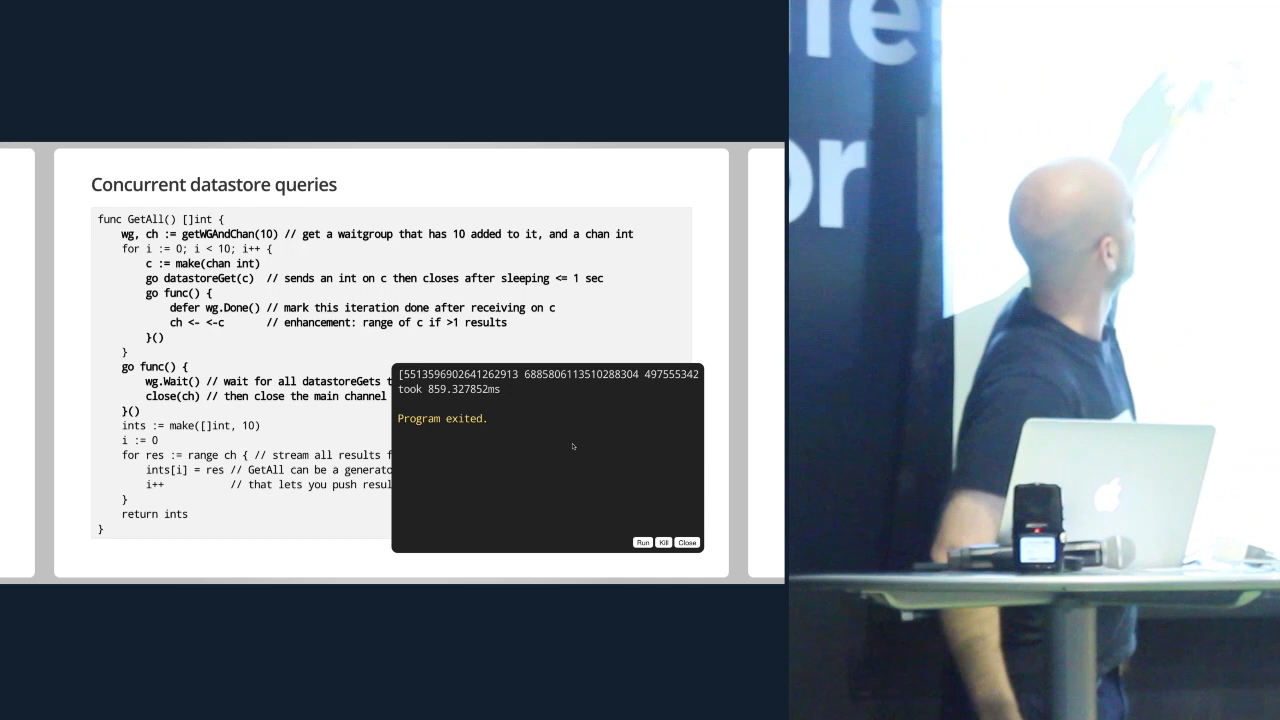 Concurrent datastore queries
func GetAll() []int {
wg, ch := getWGAndChan(10) // get a waitgroup that has 10 added to it, and a chan int
for i := 0; i < 10; i++ {
c := make(chan int)
go datastoreGet(c) // sends an int on c then closes after sleeping <= 1 sec
go func() {
defer wg.Done() // mark this iteration done after receiving on c
ch <- <-c // enhancement: range of c if >1 results
}()
}
go func() {
wg.Wait() // wait for all datastoreGets t
close(ch) // then close the main channel
}()
ints := make([]int, 10)
i := 0
for res := range ch { // stream all results f
ints[i] = res // GetAll can be a generato
i++ // that lets you push resul
}
return ints
}
[5513596902641262913 6885806113510288304 497555342
took 859.327852ms
Program exited.
Run Kill Close
or